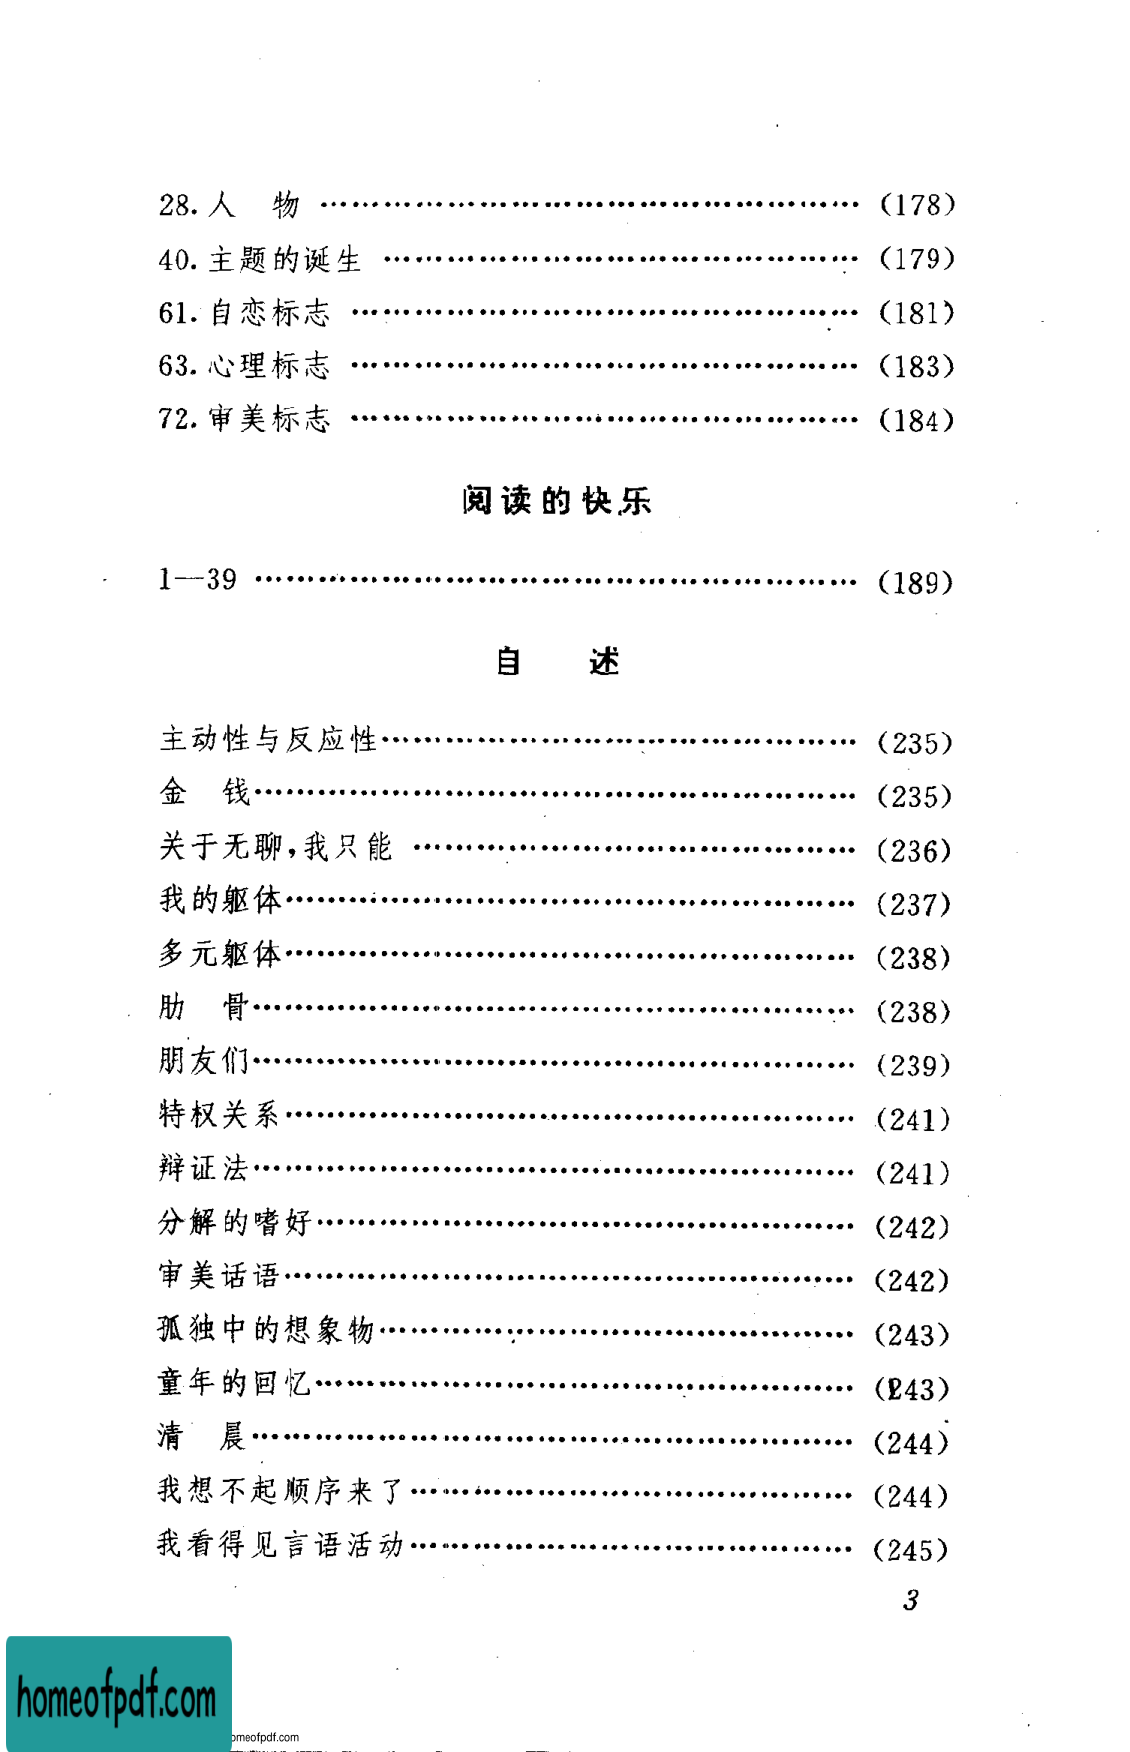 28. 人　物 …………………………………… (178)
40. 主题的诞生 …………………………………… (179)
61. 自恋标志 …………………………………… (181)
63. 心理标志 …………………………………… (183)
72. 审美标志 …………………………………… (184)
阅读的快乐
1—39 …………………………………… (189)
自　述
主动性与反应性…………………………………… (235)
金　钱…………………………………… (235)
关于无聊，我只能 …………………………………… (236)
我的躯体…………………………………… (237)
多元躯体…………………………………… (238)
肋　骨…………………………………… (238)
朋友们…………………………………… (239)
特权关系…………………………………… (241)
辩证法…………………………………… (241)
分解的嗜好…………………………………… (242)
审美话语…………………………………… (242)
孤独中的想象物…………………………………… (243)
童年的回忆…………………………………… (243)
清　晨…………………………………… (244)
我想不起顺序来了…………………………………… (244)
我看得见言语活动…………………………………… (245)
3
homeofpdf.com
omeofpdf.com